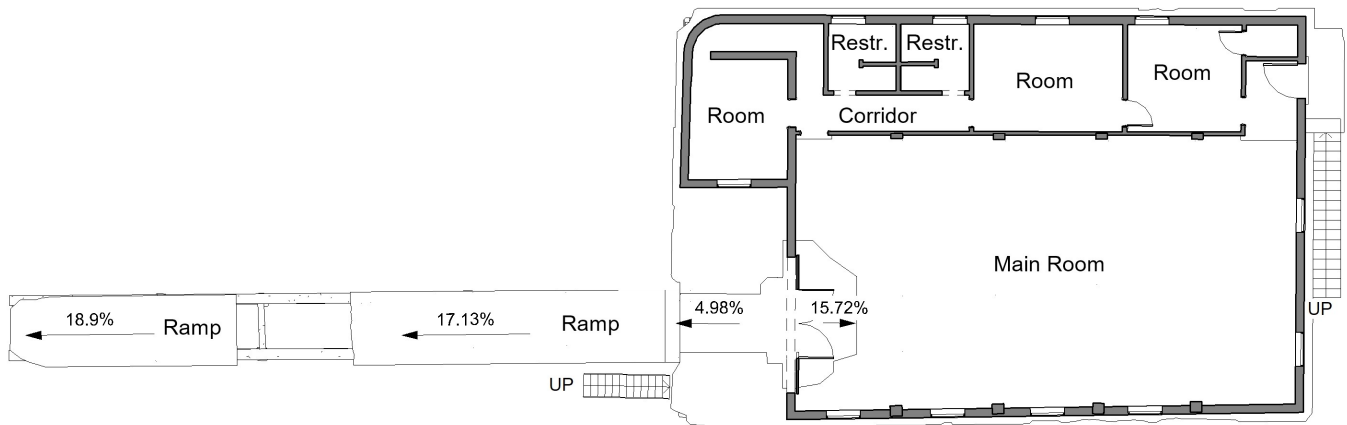 Restr.
Restr.
Room
Room
Room
Corridor
Main Room
18.9%
Ramp
17.13%
Ramp
4.98%
15.72%
UP
UP